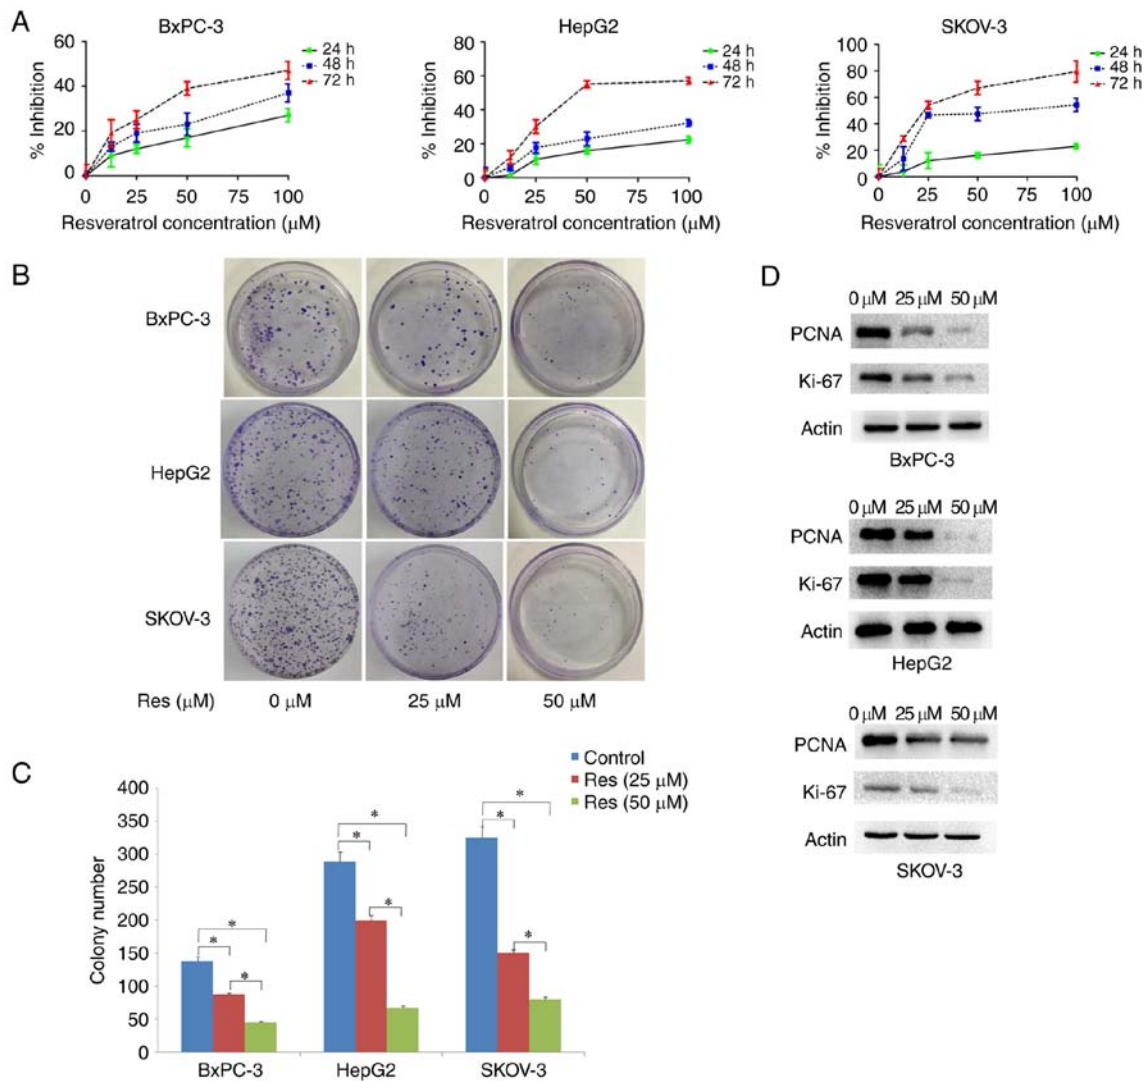 A
BxPC-3
60
40
20
0
0 25 50 75 100
% Inhibition
Resveratrol concentration (μM)
24 h
48 h
72 h
HepG2
80
60
40
20
0
0 25 50 75 100
% Inhibition
Resveratrol concentration (μM)
24 h
48 h
72 h
SKOV-3
100
80
60
40
20
0
0 25 50 75 100
% Inhibition
Resveratrol concentration (μM)
24 h
48 h
72 h
B
BxPC-3
HepG2
SKOV-3
Res (μM) 0 μM 25 μM 50 μM
C
Control
Res (25 μM)
Res (50 μM)
Colony number
400
350
300
250
200
150
100
50
0
* * *
* * *
* * *
BxPC-3 HepG2 SKOV-3
D
0 μM 25 μM 50 μM
PCNA
Ki-67
Actin
BxPC-3
0 μM 25 μM 50 μM
PCNA
Ki-67
Actin
HepG2
0 μM 25 μM 50 μM
PCNA
Ki-67
Actin
SKOV-3